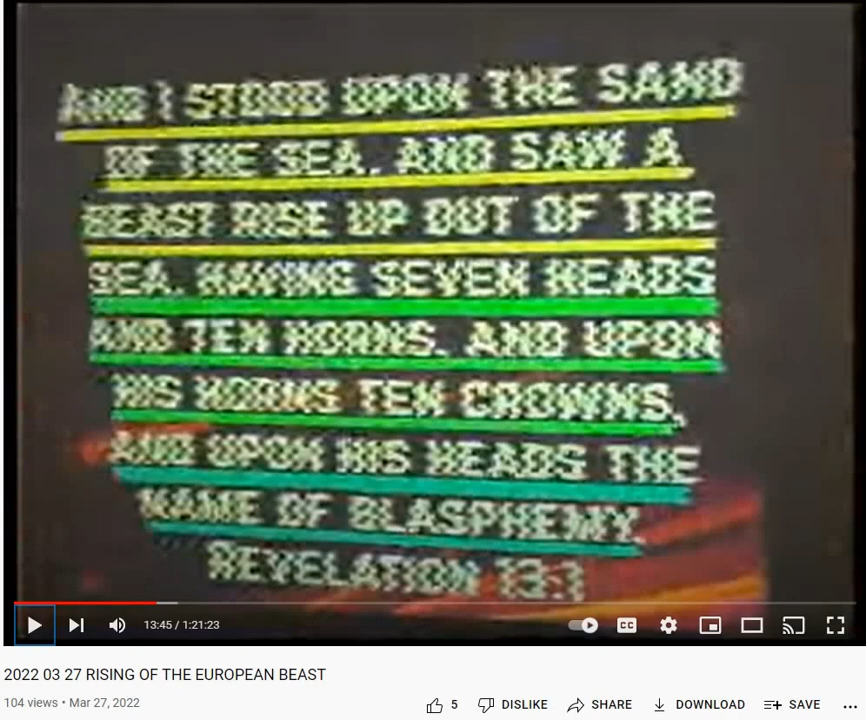 AND I STOOD UPON THE SAND
OF THE SEA, AND SAW A
BEAST RISE UP OUT OF THE
SEA, HAVING SEVEN HEADS
AND TEN HORNS, AND UPON
HIS HORNS TEN CROWNS,
AND UPON HIS HEADS THE
NAME OF BLASPHEMY.
REVELATION 13:1
13:45 / 1:21:23
CC
2022 03 27 RISING OF THE EUROPEAN BEAST
104 views • Mar 27, 2022
5 DISLIKE SHARE DOWNLOAD SAVE ...